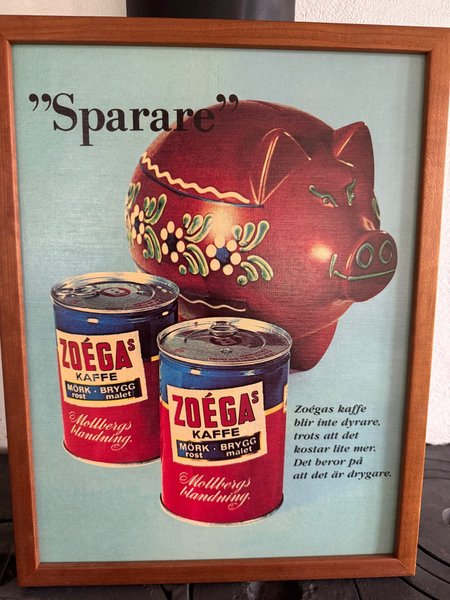 ”Sparare”
ZOÉGAS
KAFFE
MÖRK · BRYGG
rost malet
Mollbergs
blandning.
ZOÉGAS
KAFFE
MÖRK · BRYGG
rost malet
Mollbergs
blandning.
Zoégas kaffe
blir inte dyrare,
trots att det
kostar lite mer.
Det beror på
att det är drygare.